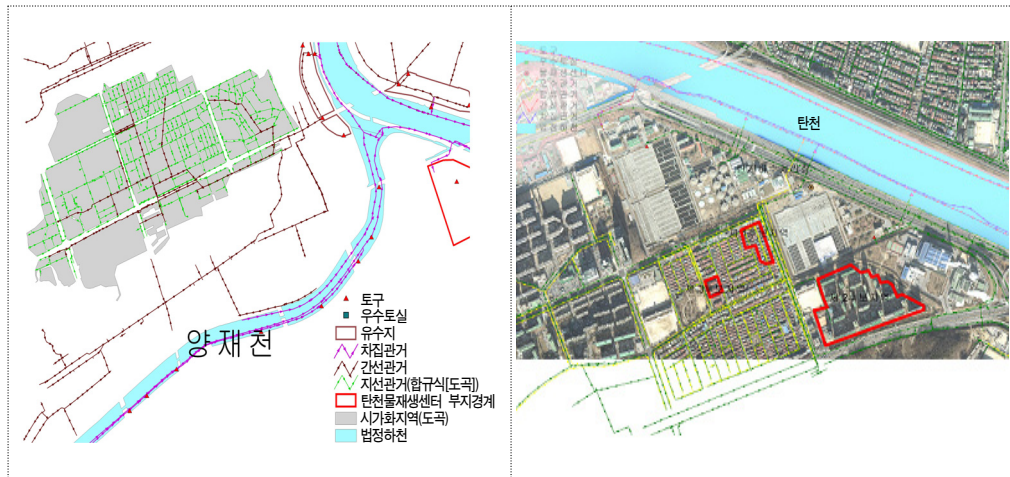 양재천
토구
우수토실
유수지
차집관거
간선관거
지선관거(합규식[도곡])
탄천물재생센터 부지경계
시가화지역(도곡)
법정하천
탄천